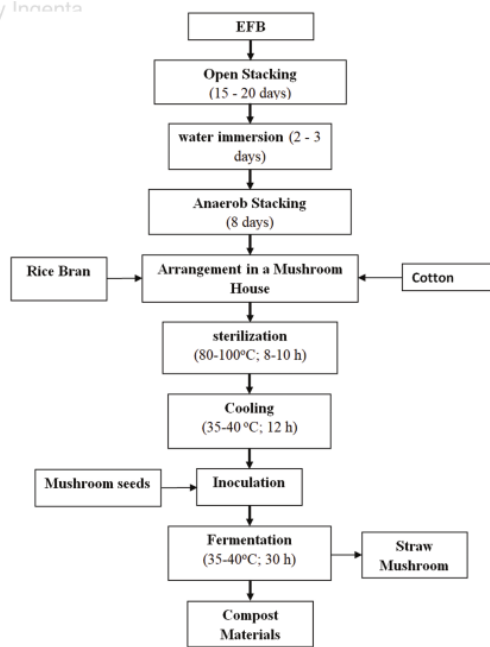 y Ingenta
EFB
Open Stacking
(15 - 20 days)
water immersion (2 - 3
days)
Anaerob Stacking
(8 days)
Rice Bran
Arrangement in a Mushroom
House
Cotton
sterilization
(80-100°C; 8-10 h)
Cooling
(35-40 °C; 12 h)
Mushroom seeds
Inoculation
Fermentation
(35-40°C; 30 h)
Straw
Mushroom
Compost
Materials